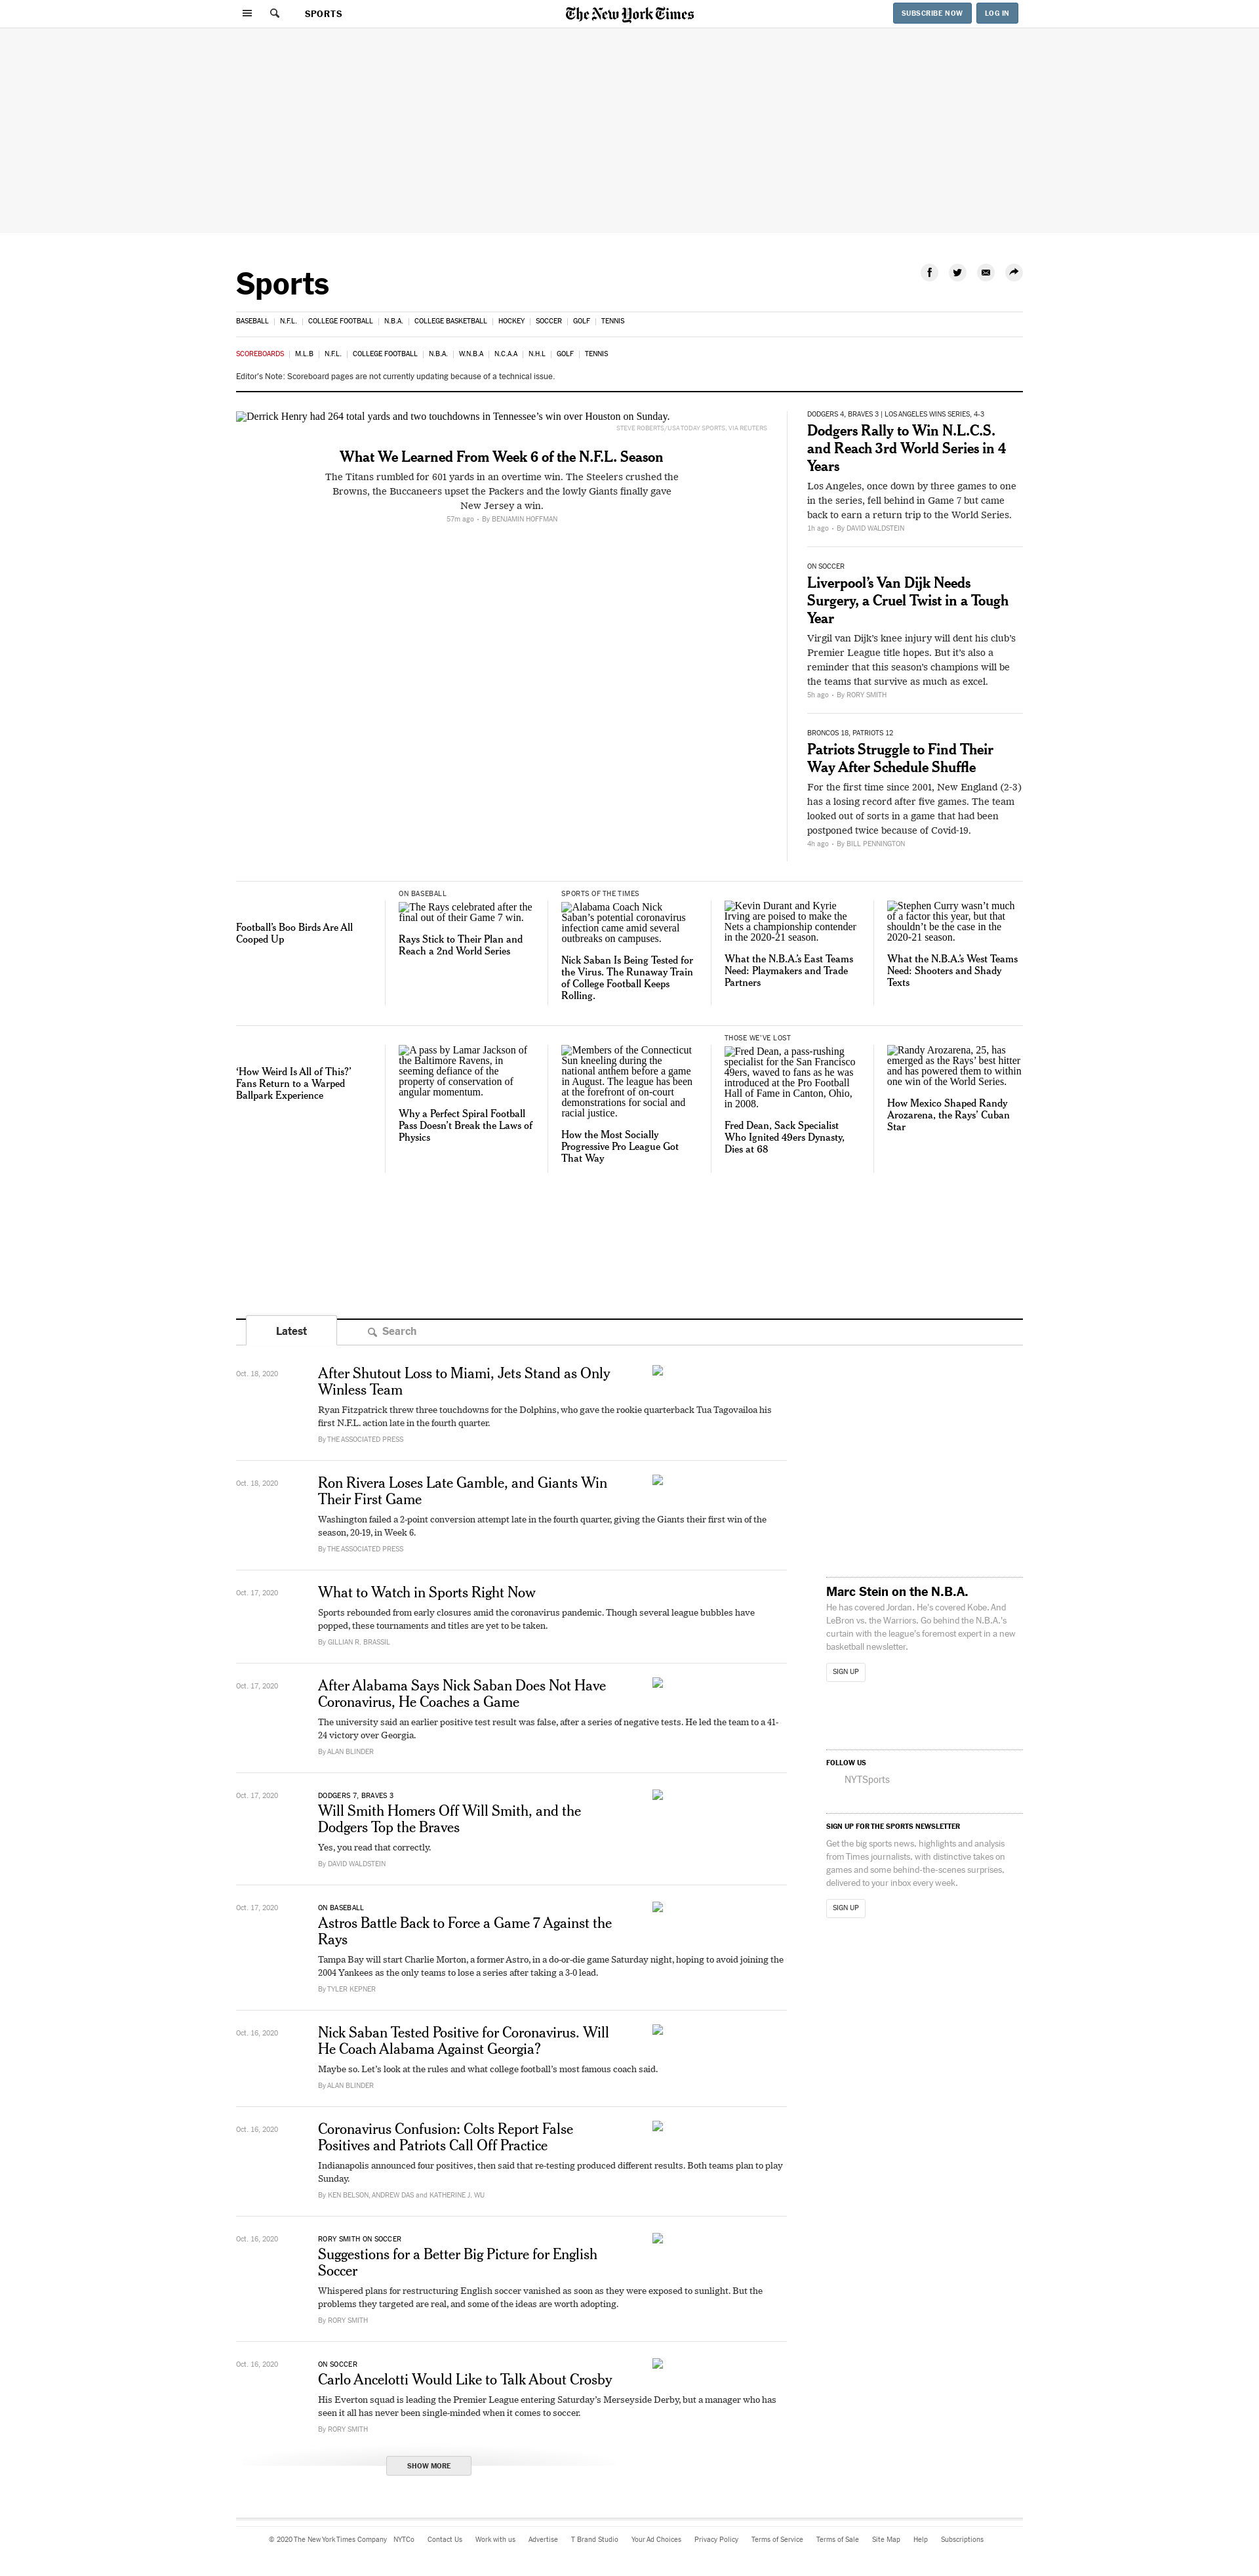 SPORTS
The New York Times
SUBSCRIBE NOW
LOG IN
Sports
BASEBALL | N.F.L. | COLLEGE FOOTBALL | N.B.A. | COLLEGE BASKETBALL | HOCKEY | SOCCER | GOLF | TENNIS
SCOREBOARDS | M.L.B | N.F.L. | COLLEGE FOOTBALL | N.B.A. | W.N.B.A | N.C.A.A | N.H.L | GOLF | TENNIS
Editor's Note: Scoreboard pages are not currently updating because of a technical issue.
Derrick Henry had 264 total yards and two touchdowns in Tennessee’s win over Houston on Sunday.
STEVE ROBERTS/USA TODAY SPORTS, VIA REUTERS
What We Learned From Week 6 of the N.F.L. Season
The Titans rumbled for 601 yards in an overtime win. The Steelers crushed the
Browns, the Buccaneers upset the Packers and the lowly Giants finally gave
New Jersey a win.
57m ago • By BENJAMIN HOFFMAN
DODGERS 4, BRAVES 3 | LOS ANGELES WINS SERIES, 4-3
Dodgers Rally to Win N.L.C.S.
and Reach 3rd World Series in 4
Years
Los Angeles, once down by three games to one
in the series, fell behind in Game 7 but came
back to earn a return trip to the World Series.
1h ago • By DAVID WALDSTEIN
ON SOCCER
Liverpool’s Van Dijk Needs
Surgery, a Cruel Twist in a Tough
Year
Virgil van Dijk’s knee injury will dent his club’s
Premier League title hopes. But it’s also a
reminder that this season’s champions will be
the teams that survive as much as excel.
5h ago • By RORY SMITH
BRONCOS 18, PATRIOTS 12
Patriots Struggle to Find Their
Way After Schedule Shuffle
For the first time since 2001, New England (2-3)
has a losing record after five games. The team
looked out of sorts in a game that had been
postponed twice because of Covid-19.
4h ago • By BILL PENNINGTON
Football’s Boo Birds Are All
Cooped Up
ON BASEBALL
The Rays celebrated after the
final out of their Game 7 win.
Rays Stick to Their Plan and
Reach a 2nd World Series
SPORTS OF THE TIMES
Alabama Coach Nick
Saban’s potential coronavirus
infection came amid several
outbreaks on campuses.
Nick Saban Is Being Tested for
the Virus. The Runaway Train
of College Football Keeps
Rolling.
Kevin Durant and Kyrie
Irving are poised to make the
Nets a championship contender
in the 2020-21 season.
What the N.B.A.’s East Teams
Need: Playmakers and Trade
Partners
Stephen Curry wasn’t much
of a factor this year, but that
shouldn’t be the case in the
2020-21 season.
What the N.B.A.’s West Teams
Need: Shooters and Shady
Texts
‘How Weird Is All of This?’
Fans Return to a Warped
Ballpark Experience
A pass by Lamar Jackson of
the Baltimore Ravens, in
seeming defiance of the
property of conservation of
angular momentum.
Why a Perfect Spiral Football
Pass Doesn’t Break the Laws of
Physics
Members of the Connecticut
Sun kneeling during the
national anthem before a game
in August. The league has been
at the forefront of on-court
demonstrations for social and
racial justice.
How the Most Socially
Progressive Pro League Got
That Way
THOSE WE’VE LOST
Fred Dean, a pass-rushing
specialist for the San Francisco
49ers, waved to fans as he was
introduced at the Pro Football
Hall of Fame in Canton, Ohio,
in 2008.
Fred Dean, Sack Specialist
Who Ignited 49ers Dynasty,
Dies at 68
Randy Arozarena, 25, has
emerged as the Rays’ best hitter
and has powered them to within
one win of the World Series.
How Mexico Shaped Randy
Arozarena, the Rays’ Cuban
Star
Latest
Search
Oct. 18, 2020
After Shutout Loss to Miami, Jets Stand as Only
Winless Team
Ryan Fitzpatrick threw three touchdowns for the Dolphins, who gave the rookie quarterback Tua Tagovailoa his
first N.F.L. action late in the fourth quarter.
By THE ASSOCIATED PRESS
Oct. 18, 2020
Ron Rivera Loses Late Gamble, and Giants Win
Their First Game
Washington failed a 2-point conversion attempt late in the fourth quarter, giving the Giants their first win of the
season, 20-19, in Week 6.
By THE ASSOCIATED PRESS
Oct. 17, 2020
What to Watch in Sports Right Now
Sports rebounded from early closures amid the coronavirus pandemic. Though several league bubbles have
popped, these tournaments and titles are yet to be taken.
By GILLIAN R. BRASSIL
Oct. 17, 2020
After Alabama Says Nick Saban Does Not Have
Coronavirus, He Coaches a Game
The university said an earlier positive test result was false, after a series of negative tests. He led the team to a 41-
24 victory over Georgia.
By ALAN BLINDER
Oct. 17, 2020
DODGERS 7, BRAVES 3
Will Smith Homers Off Will Smith, and the
Dodgers Top the Braves
Yes, you read that correctly.
By DAVID WALDSTEIN
Oct. 17, 2020
ON BASEBALL
Astros Battle Back to Force a Game 7 Against the
Rays
Tampa Bay will start Charlie Morton, a former Astro, in a do-or-die game Saturday night, hoping to avoid joining the
2004 Yankees as the only teams to lose a series after taking a 3-0 lead.
By TYLER KEPNER
Oct. 16, 2020
Nick Saban Tested Positive for Coronavirus. Will
He Coach Alabama Against Georgia?
Maybe so. Let’s look at the rules and what college football’s most famous coach said.
By ALAN BLINDER
Oct. 16, 2020
Coronavirus Confusion: Colts Report False
Positives and Patriots Call Off Practice
Indianapolis announced four positives, then said that re-testing produced different results. Both teams plan to play
Sunday.
By KEN BELSON, ANDREW DAS and KATHERINE J. WU
Oct. 16, 2020
RORY SMITH ON SOCCER
Suggestions for a Better Big Picture for English
Soccer
Whispered plans for restructuring English soccer vanished as soon as they were exposed to sunlight. But the
problems they targeted are real, and some of the ideas are worth adopting.
By RORY SMITH
Oct. 16, 2020
ON SOCCER
Carlo Ancelotti Would Like to Talk About Crosby
His Everton squad is leading the Premier League entering Saturday’s Merseyside Derby, but a manager who has
seen it all has never been single-minded when it comes to soccer.
By RORY SMITH
SHOW MORE
Marc Stein on the N.B.A.
He has covered Jordan. He’s covered Kobe. And
LeBron vs. the Warriors. Go behind the N.B.A.’s
curtain with the league’s foremost expert in a new
basketball newsletter.
SIGN UP
FOLLOW US
NYTSports
SIGN UP FOR THE SPORTS NEWSLETTER
Get the big sports news, highlights and analysis
from Times journalists, with distinctive takes on
games and some behind-the-scenes surprises,
delivered to your inbox every week.
SIGN UP
© 2020 The New York Times Company NYTCo Contact Us Work with us Advertise T Brand Studio Your Ad Choices Privacy Policy Terms of Service Terms of Sale Site Map Help Subscriptions